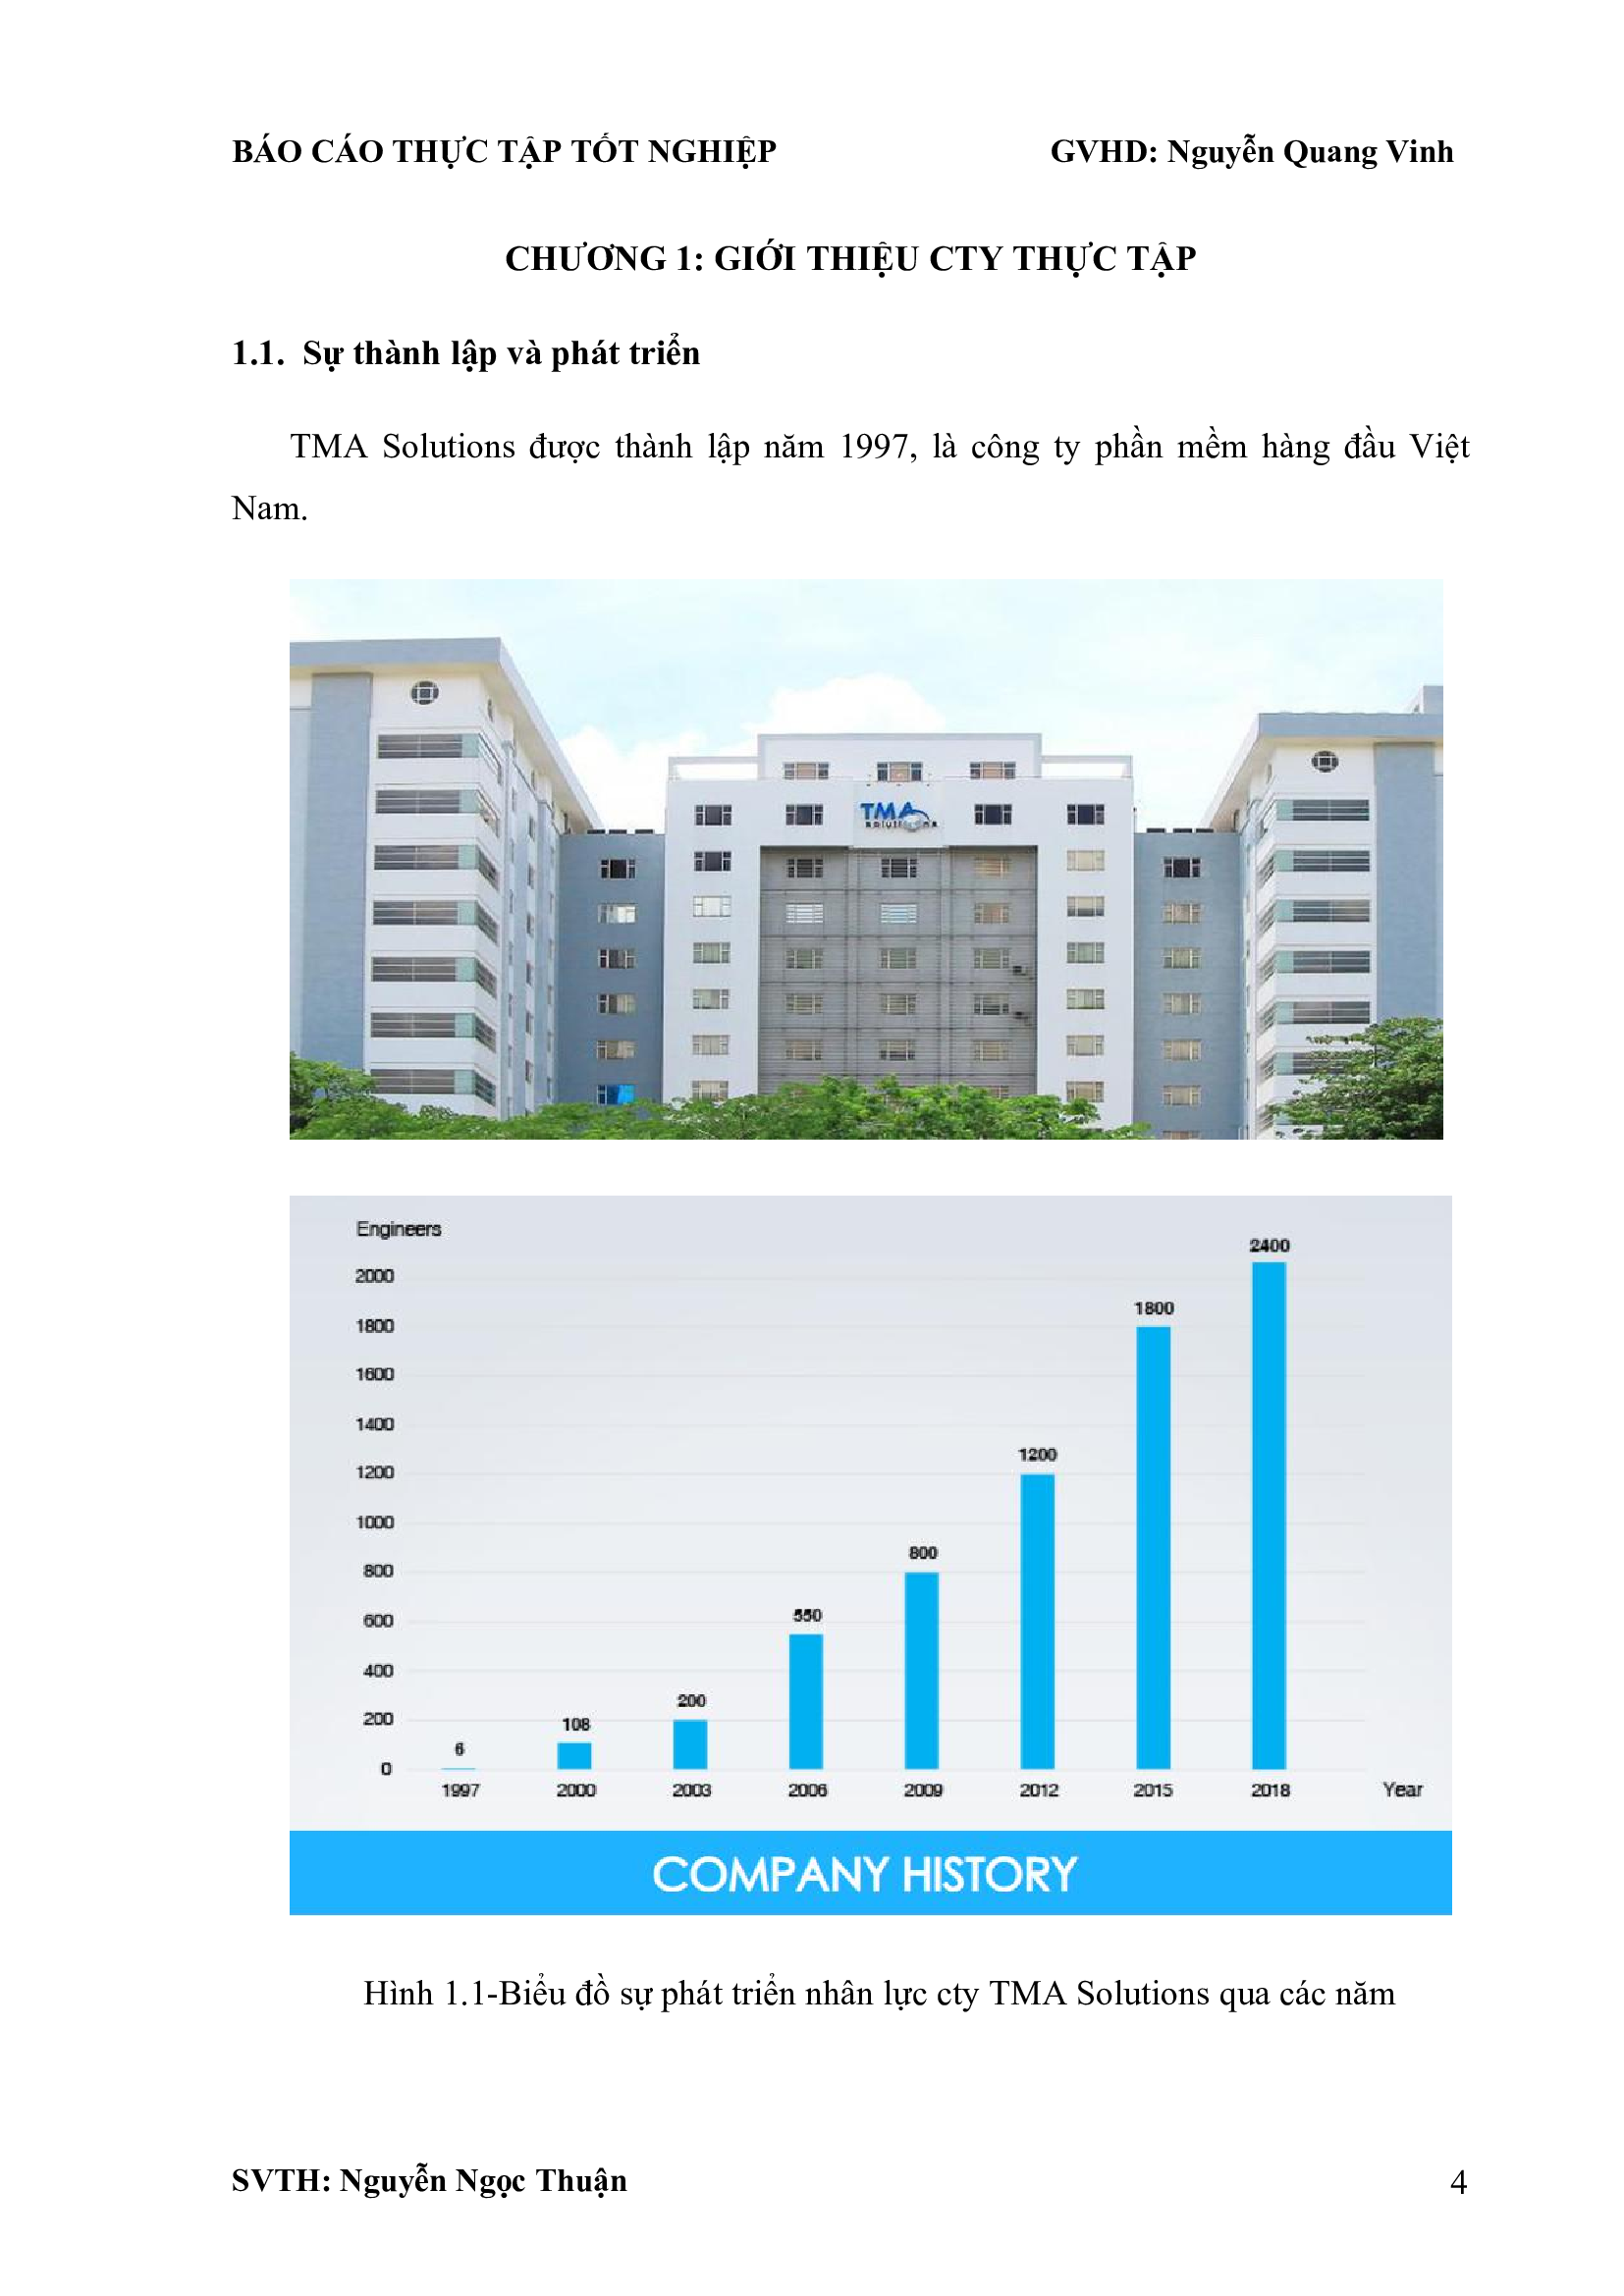 BÁO CÁO THỰC TẬP TỐT NGHIỆP GVHD: Nguyễn Quang Vinh
CHƯƠNG 1: GIỚI THIỆU CTY THỰC TẬP
1.1. Sự thành lập và phát triển
TMA Solutions được thành lập năm 1997, là công ty phần mềm hàng đầu Việt
Nam.
TMA
solutions
Engineers
2000
1800
1600
1400
1200
1000
800
600
400
200
0
6
108
200
550
800
1200
1800
2400
1997 2000 2003 2006 2009 2012 2015 2018 Year
COMPANY HISTORY
Hình 1.1-Biểu đồ sự phát triển nhân lực cty TMA Solutions qua các năm
SVTH: Nguyễn Ngọc Thuận 4